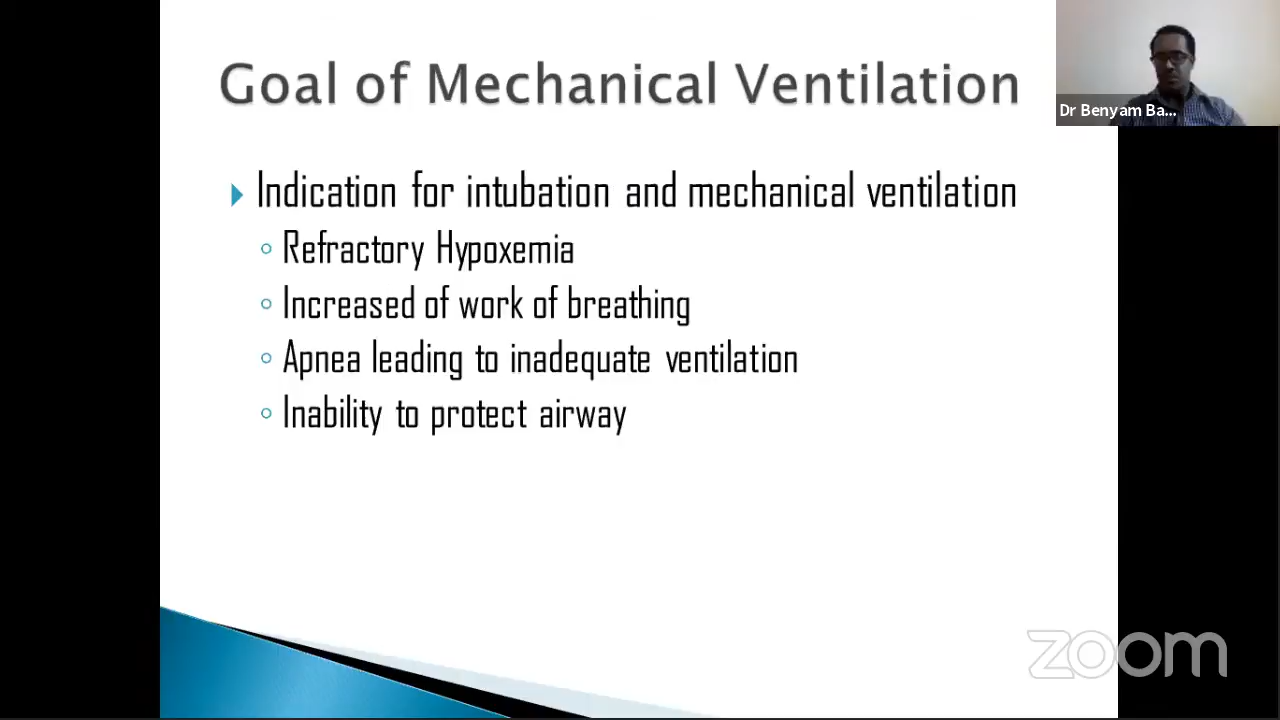 Goal of Mechanical Ventilation
Dr Benyam Ba...
Indication for intubation and mechanical ventilation
Refractory Hypoxemia
Increased of work of breathing
Apnea leading to inadequate ventilation
Inability to protect airway
zoom